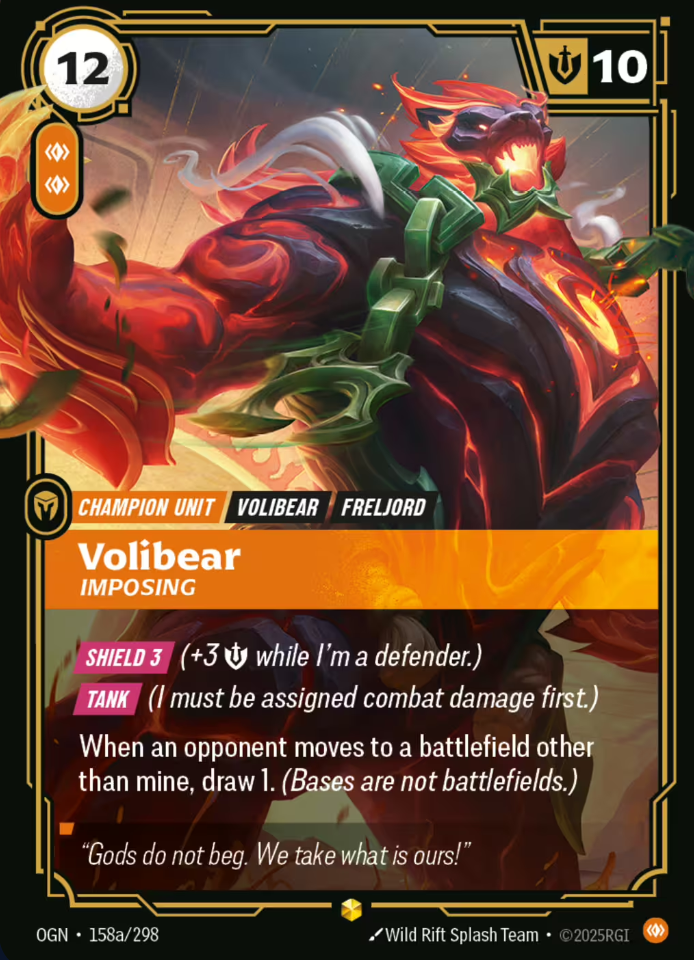 12
10
CHAMPION UNIT VOLIBEAR FRELJORD
Volibear
IMPOSING
SHIELD 3 (+3 while I'm a defender.)
TANK (I must be assigned combat damage first.)
When an opponent moves to a battlefield other
than mine, draw 1. (Bases are not battlefields.)
“Gods do not beg. We take what is ours!”
OGN • 158a/298 Wild Rift Splash Team • ©2025RGI